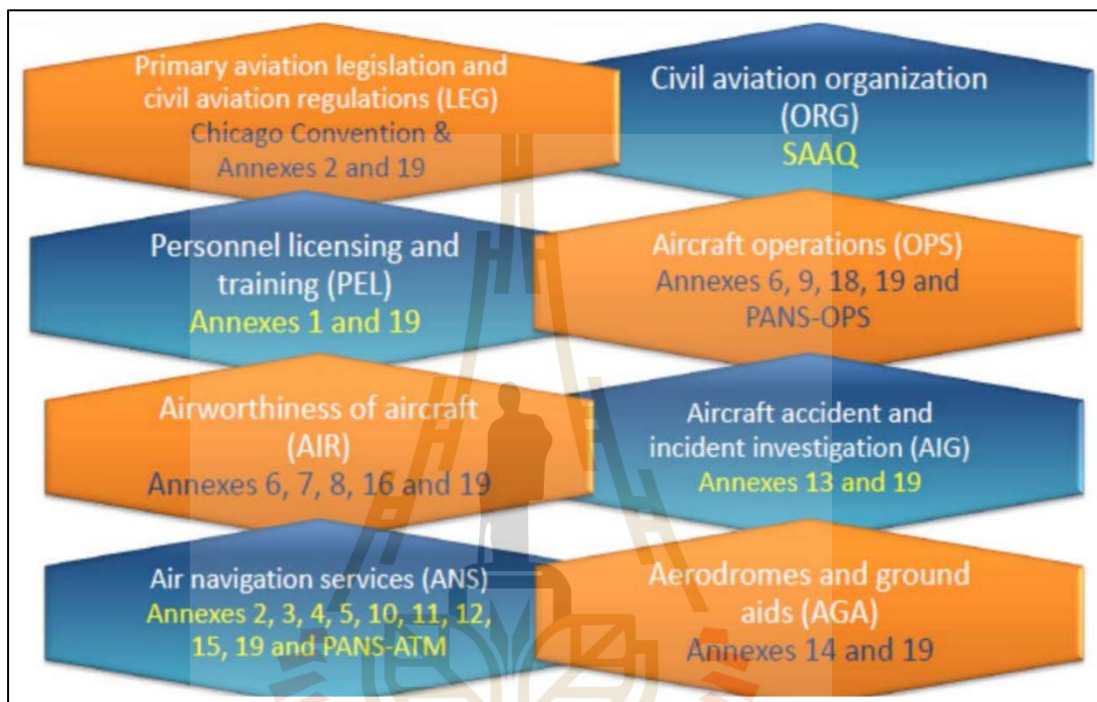 Primary aviation legislation and
civil aviation regulations (LEG)
Chicago Convention &
Annexes 2 and 19
Civil aviation organization
(ORG)
SAAQ
Personnel licensing and
training (PEL)
Annexes 1 and 19
Aircraft operations (OPS)
Annexes 6, 9, 18, 19 and
PANS-OPS
Airworthiness of aircraft
(AIR)
Annexes 6, 7, 8, 16 and 19
Aircraft accident and
incident investigation (AIG)
Annexes 13 and 19
Air navigation services (ANS)
Annexes 2, 3, 4, 5, 10, 11, 12,
15, 19 and PANS-ATM
Aerodromes and ground
aids (AGA)
Annexes 14 and 19